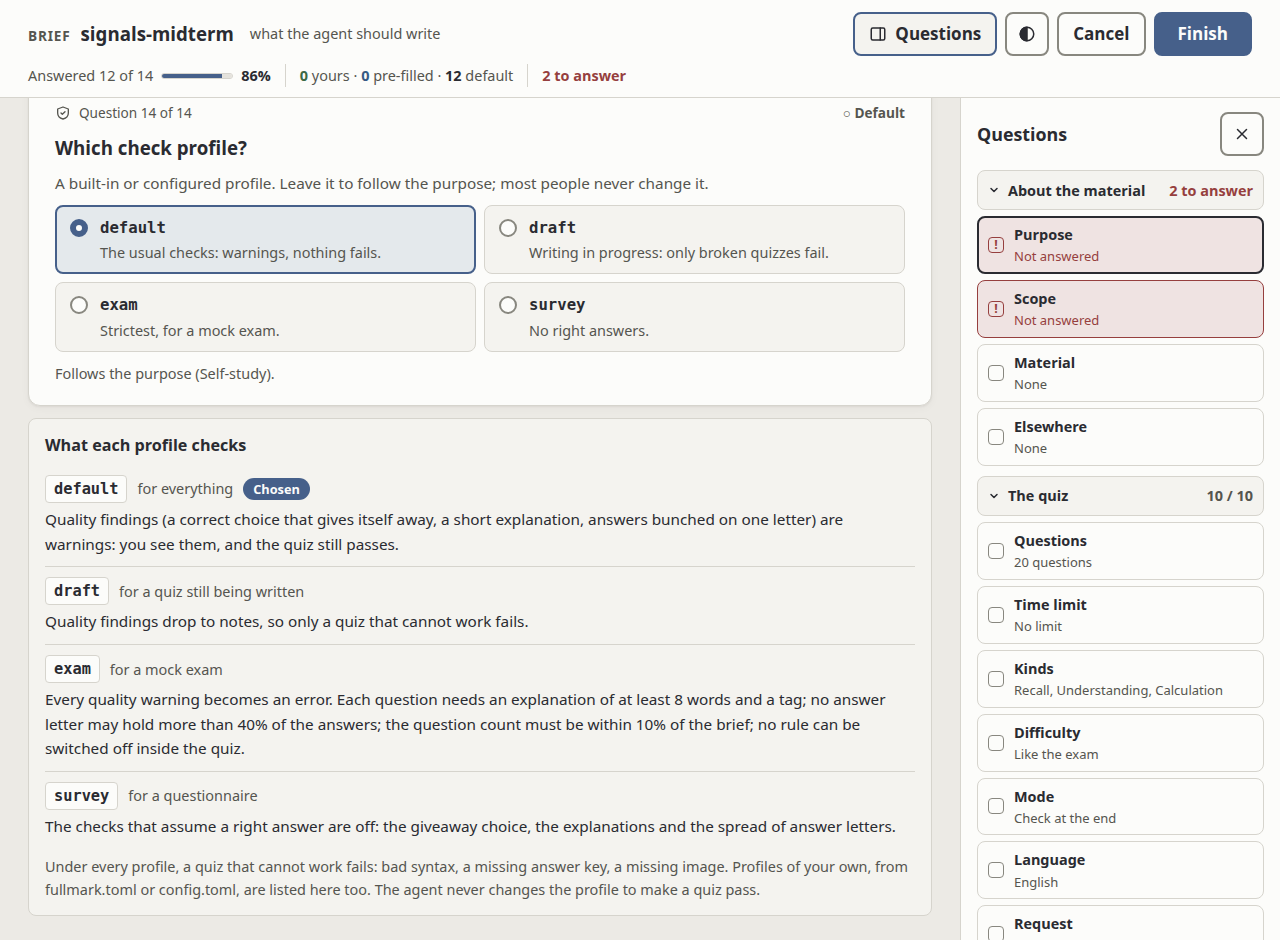 BRIEF signals-midterm what the agent should write
Questions
Cancel
Finish
Answered 12 of 14 86% 0 yours · 0 pre-filled · 12 default 2 to answer
Question 14 of 14
○ Default
Which check profile?
A built-in or configured profile. Leave it to follow the purpose; most people never change it.
default
The usual checks: warnings, nothing fails.
draft
Writing in progress: only broken quizzes fail.
exam
Strictest, for a mock exam.
survey
No right answers.
Follows the purpose (Self-study).
What each profile checks
default for everything Chosen
Quality findings (a correct choice that gives itself away, a short explanation, answers bunched on one letter) are
warnings: you see them, and the quiz still passes.
draft for a quiz still being written
Quality findings drop to notes, so only a quiz that cannot work fails.
exam for a mock exam
Every quality warning becomes an error. Each question needs an explanation of at least 8 words and a tag; no answer
letter may hold more than 40% of the answers; the question count must be within 10% of the brief; no rule can be
switched off inside the quiz.
survey for a questionnaire
The checks that assume a right answer are off: the giveaway choice, the explanations and the spread of answer letters.
Under every profile, a quiz that cannot work fails: bad syntax, a missing answer key, a missing image. Profiles of your own, from
fullmark.toml or config.toml, are listed here too. The agent never changes the profile to make a quiz pass.
Questions
About the material 2 to answer
! Purpose
Not answered
! Scope
Not answered
Material
None
Elsewhere
None
The quiz 10 / 10
Questions
20 questions
Time limit
No limit
Kinds
Recall, Understanding, Calculation
Difficulty
Like the exam
Mode
Check at the end
Language
English
Request